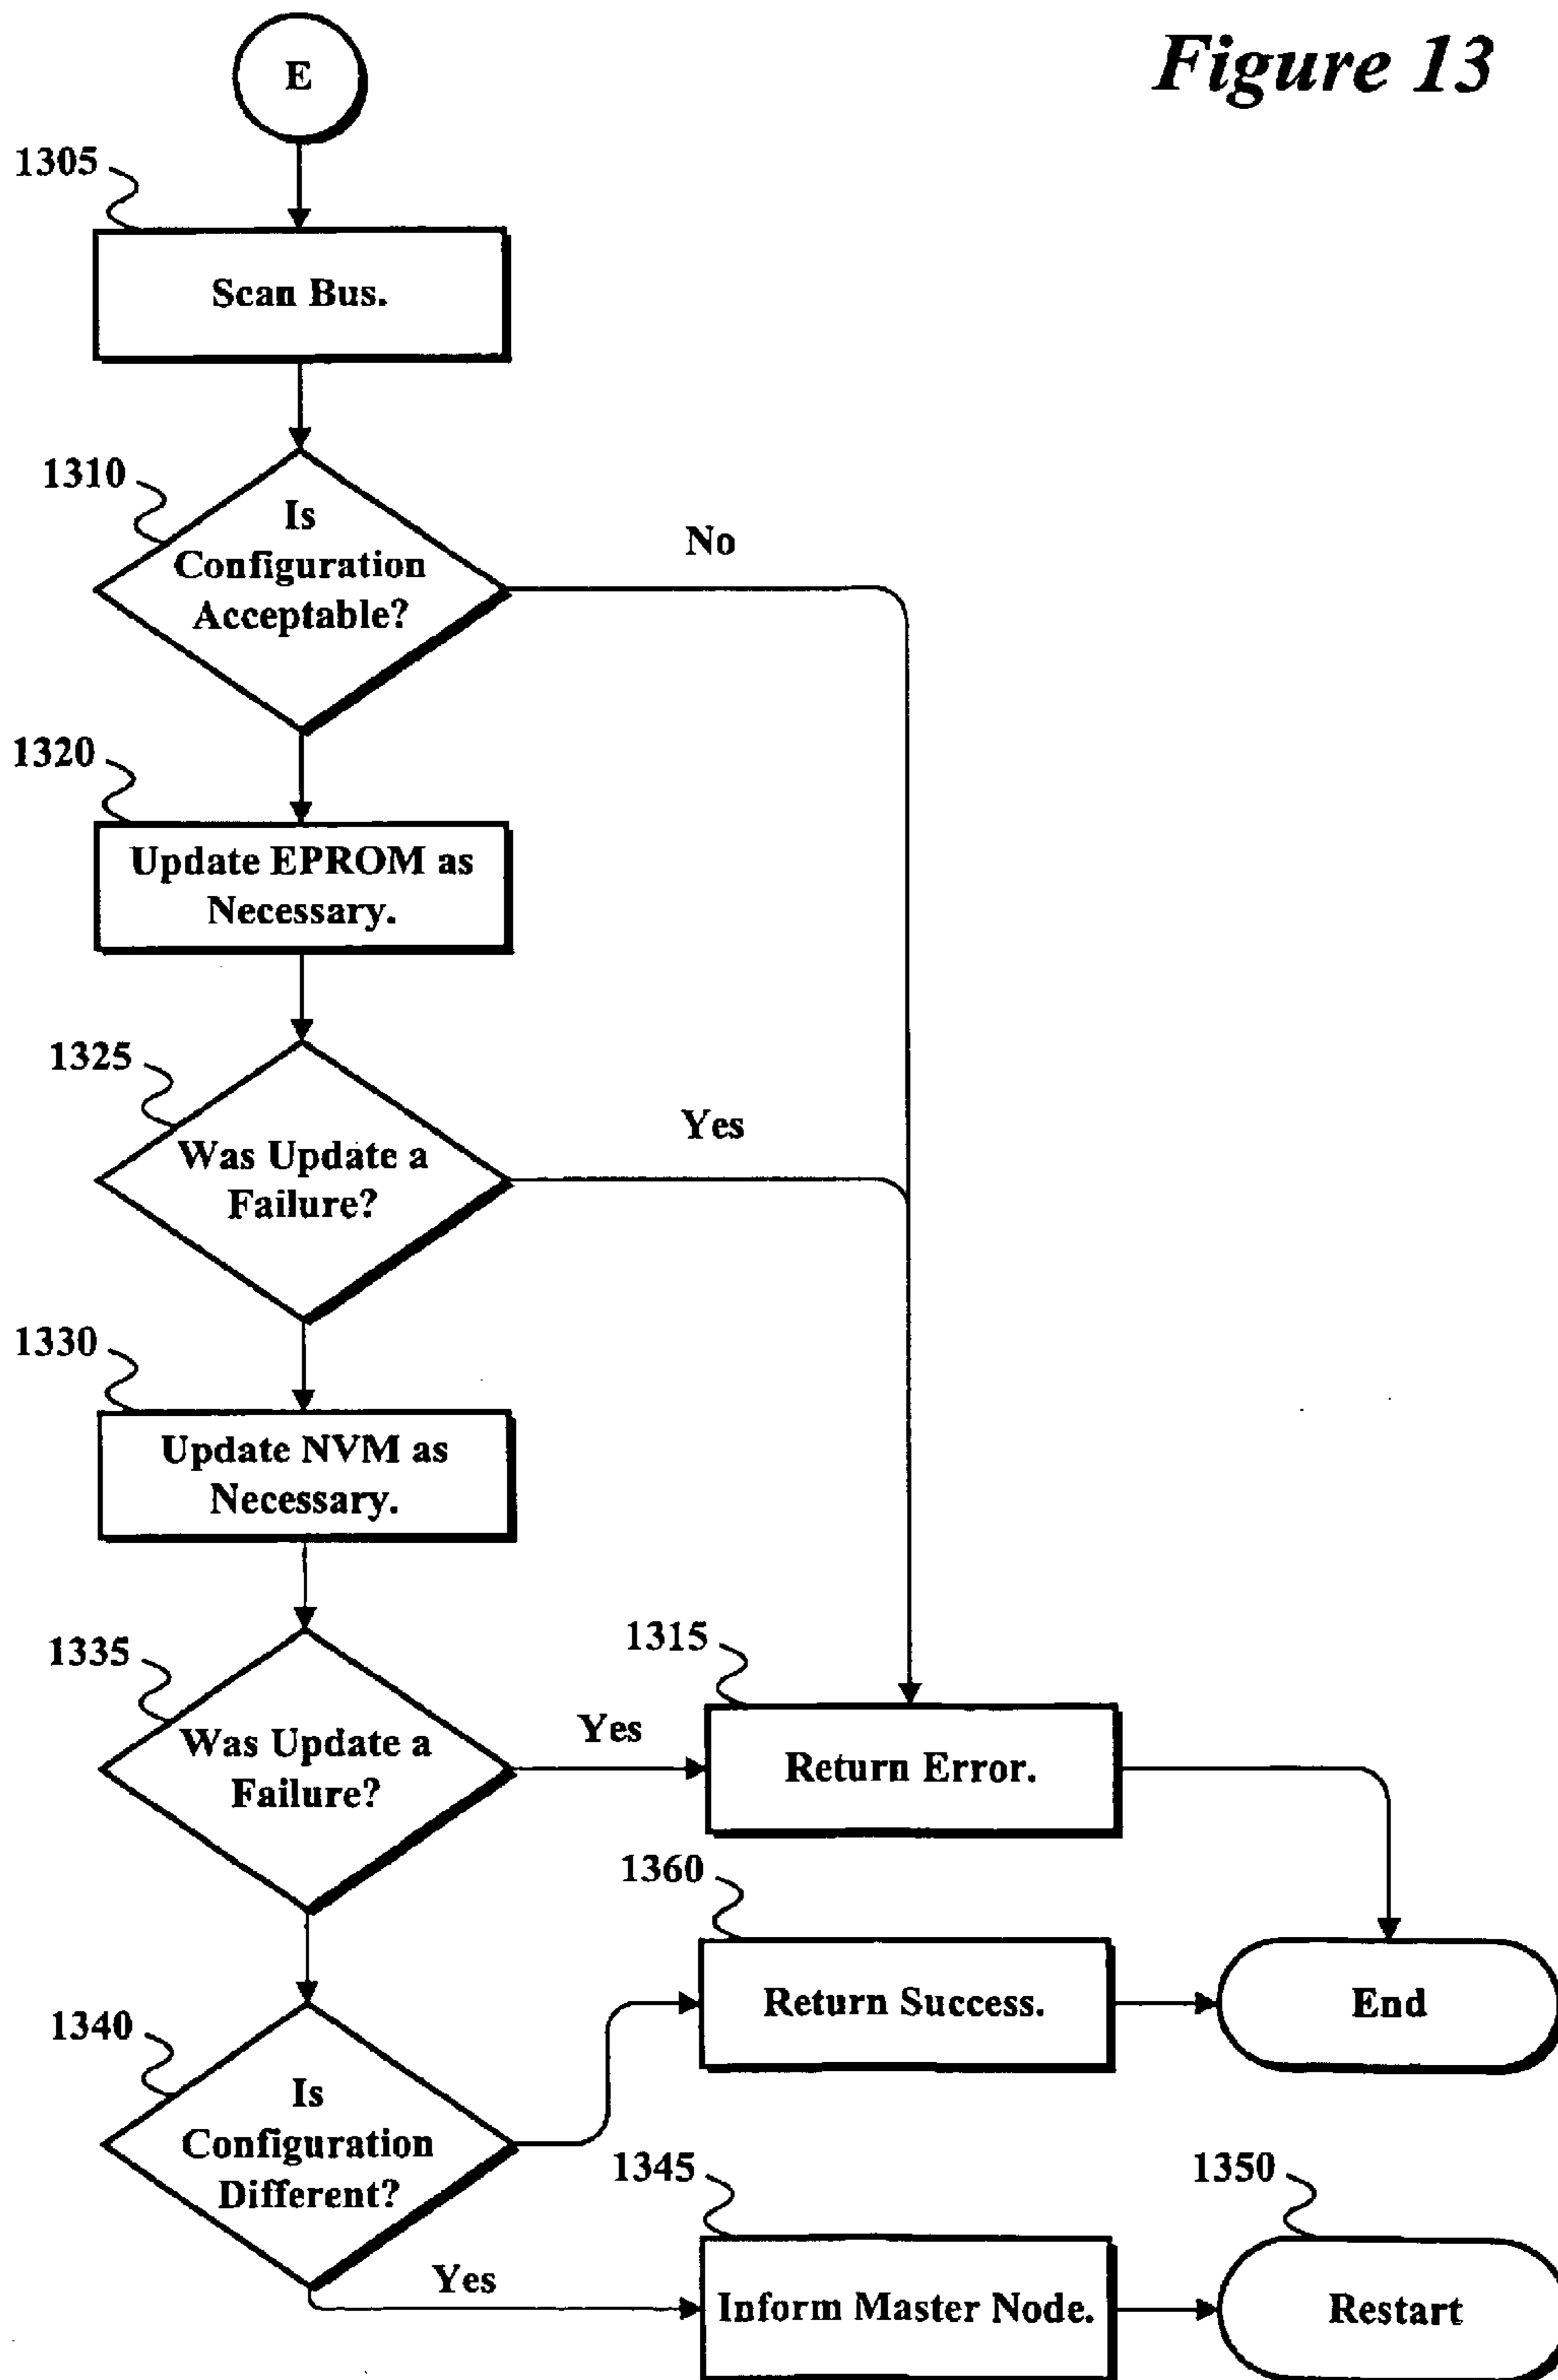 Figure 13
E
1305
Scan Bus.
1310
Is
Configuration
Acceptable?
No
1320
Update EPROM as
Necessary.
1325
Was Update a
Failure?
Yes
1330
Update NVM as
Necessary.
1335
Was Update a
Failure?
Yes
1315
Return Error.
1360
Return Success.
End
1340
Is
Configuration
Different?
Yes
1345
Inform Master Node.
1350
Restart